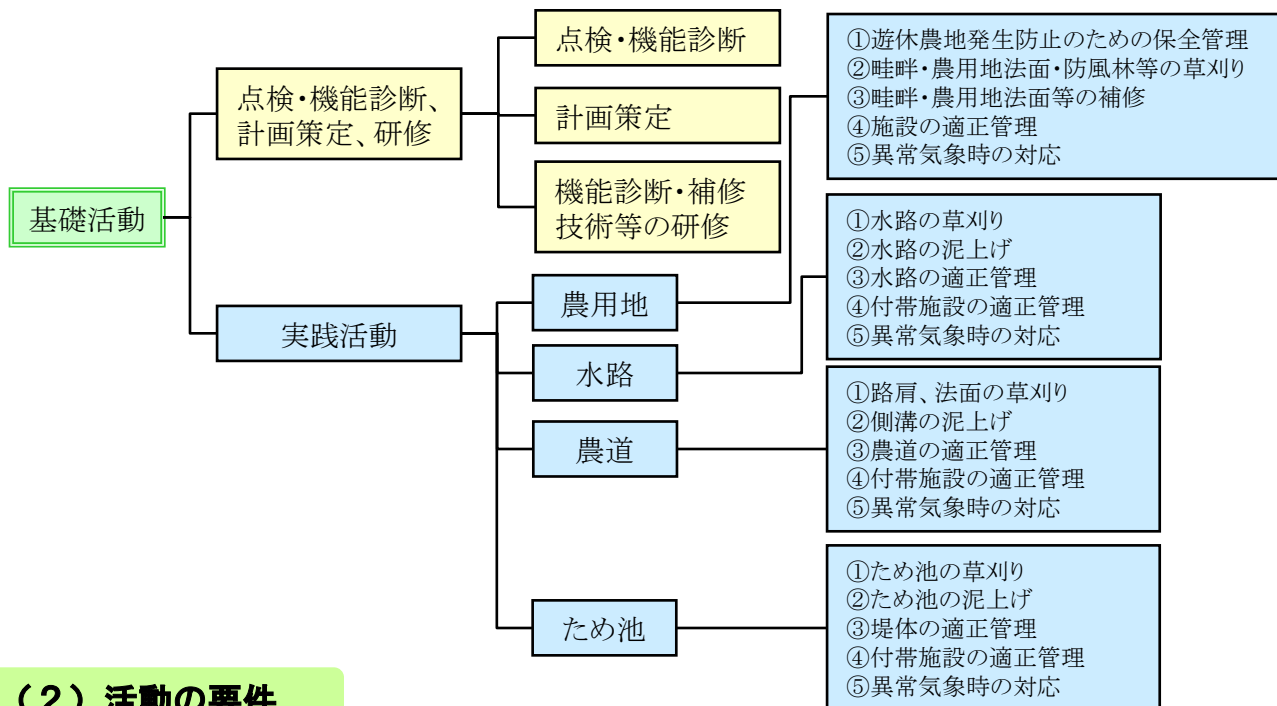 基礎活動
点検・機能診断、
計画策定、研修
点検・機能診断
計画策定
機能診断・補修
技術等の研修
実践活動
農用地
①遊休農地発生防止のための保全管理
②畦畔・農用地法面・防風林等の草刈り
③畦畔・農用地法面等の補修
④施設の適正管理
⑤異常気象時の対応
水路
①水路の草刈り
②水路の泥上げ
③水路の適正管理
④付帯施設の適正管理
⑤異常気象時の対応
農道
①路肩、法面の草刈り
②側溝の泥上げ
③農道の適正管理
④付帯施設の適正管理
⑤異常気象時の対応
ため池
①ため池の草刈り
②ため池の泥上げ
③堤体の適正管理
④付帯施設の適正管理
⑤異常気象時の対応
(2)活動の要件